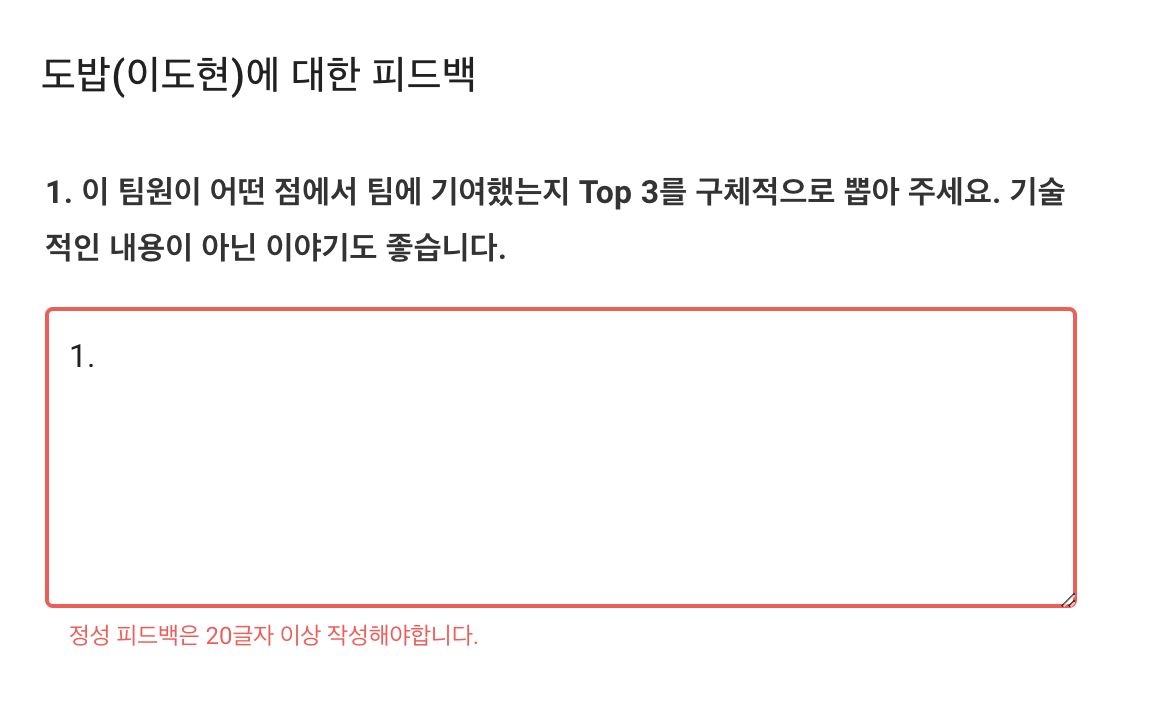 도밥(이도현)에 대한 피드백
1. 이 팀원이 어떤 점에서 팀에 기여했는지 Top 3를 구체적으로 뽑아 주세요. 기술
적인 내용이 아닌 이야기도 좋습니다.
1.
정성 피드백은 20글자 이상 작성해야합니다.